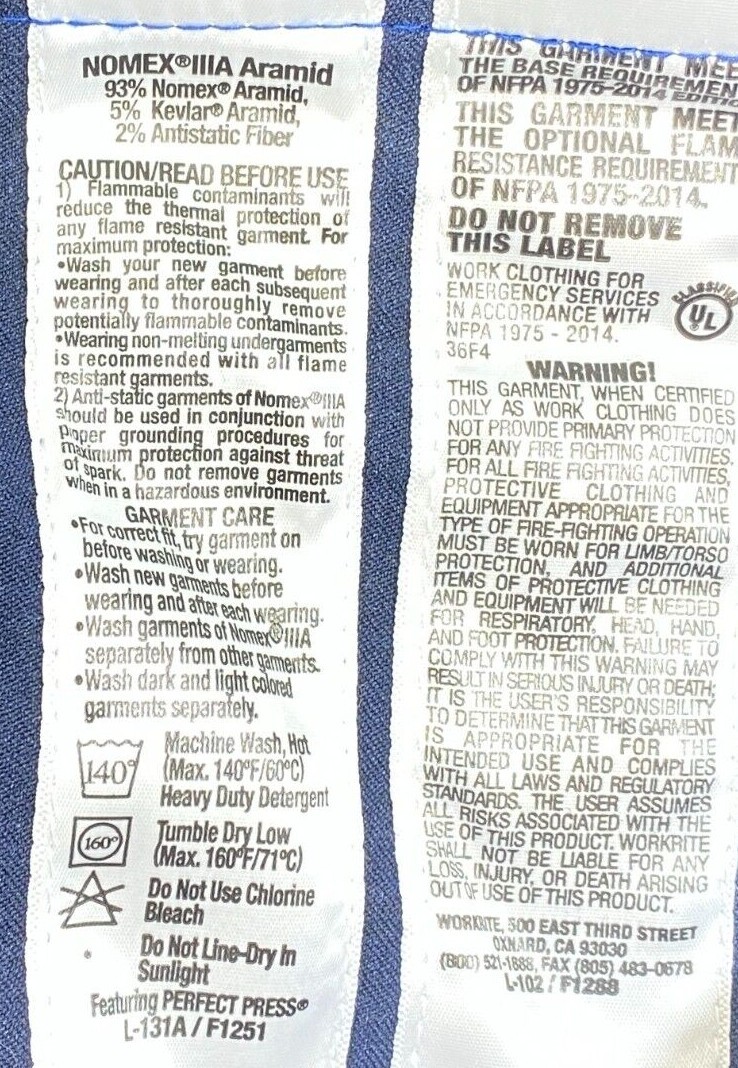 NOMEX®IIIA Aramid
93% Nomex® Aramid,
5% Kevlar® Aramid,
2% Antistatic Fiber
CAUTION/READ BEFORE USE
1) Flammable contaminants will
reduce the thermal protection of
any flame resistant garment. For
maximum protection:
•Wash your new garment before
wearing and after each subsequent
wearing to thoroughly remove
potentially flammable contaminants.
•Wearing non-melting undergarments
is recommended with all flame
resistant garments.
2) Anti-static garments of Nomex®IIIA
should be used in conjunction with
proper grounding procedures for
maximum protection against threat
of spark. Do not remove garments
when in a hazardous environment.
GARMENT CARE
•For correct fit, try garment on
before washing or wearing.
•Wash new garments before
wearing and after each wearing.
•Wash garments of Nomex®IIIA
separately from other garments.
•Wash dark and light colored
garments separately.
140°
Machine Wash, Hot
(Max. 140°F/60°C)
Heavy Duty Detergent
160°
Tumble Dry Low
(Max. 160°F/71°C)
Do Not Use Chlorine
Bleach
Do Not Line-Dry In
Sunlight
Featuring PERFECT PRESS®
L-131A / F1251
THIS GARMENT MEE
THE BASE REQUIREMEN
OF NFPA 1975-2014 EDITIO
THIS GARMENT MEET
THE OPTIONAL FLAM
RESISTANCE REQUIREMENT
OF NFPA 1975-2014.
DO NOT REMOVE
THIS LABEL
WORK CLOTHING FOR
EMERGENCY SERVICES
IN ACCORDANCE WITH
NFPA 1975 - 2014.
36F4
CLASSIFIE
UL
WARNING!
THIS GARMENT, WHEN CERTIFIED
ONLY AS WORK CLOTHING DOES
NOT PROVIDE PRIMARY PROTECTION
FOR ANY FIRE FIGHTING ACTIVITIES.
FOR ALL FIRE FIGHTING ACTIVITIES,
PROTECTIVE CLOTHING AND
EQUIPMENT APPROPRIATE FOR THE
TYPE OF FIRE-FIGHTING OPERATION
MUST BE WORN FOR LIMB/TORSO
PROTECTION, AND ADDITIONAL
ITEMS OF PROTECTIVE CLOTHING
AND EQUIPMENT WILL BE NEEDED
FOR RESPIRATORY, HEAD, HAND,
AND FOOT PROTECTION. FAILURE TO
COMPLY WITH THIS WARNING MAY
RESULT IN SERIOUS INJURY OR DEATH;
IT IS THE USER'S RESPONSIBILITY
TO DETERMINE THAT THIS GARMENT
IS APPROPRIATE FOR THE
INTENDED USE AND COMPLIES
WITH ALL LAWS AND REGULATORY
STANDARDS. THE USER ASSUMES
ALL RISKS ASSOCIATED WITH THE
USE OF THIS PRODUCT. WORKRITE
SHALL NOT BE LIABLE FOR ANY
LOSS, INJURY, OR DEATH ARISING
OUT OF USE OF THIS PRODUCT.
WORKRITE, 500 EAST THIRD STREET
OXNARD, CA 93030
(800) 521-1888, FAX (805) 483-0678
L-102 / F1288